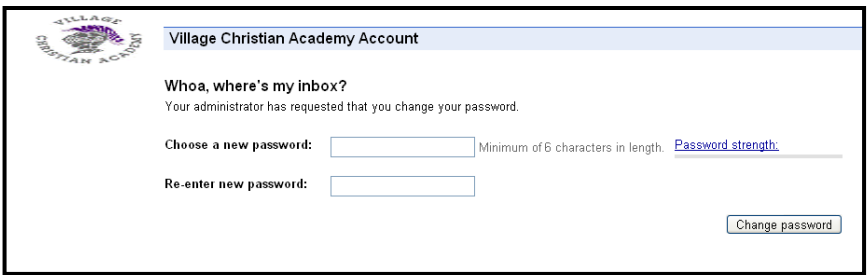 VILLAGE
CHRISTIAN ACADEMY
Village Christian Academy Account
Whoa, where's my inbox?
Your administrator has requested that you change your password.
Choose a new password: Minimum of 6 characters in length. Password strength:
Re-enter new password:
Change password